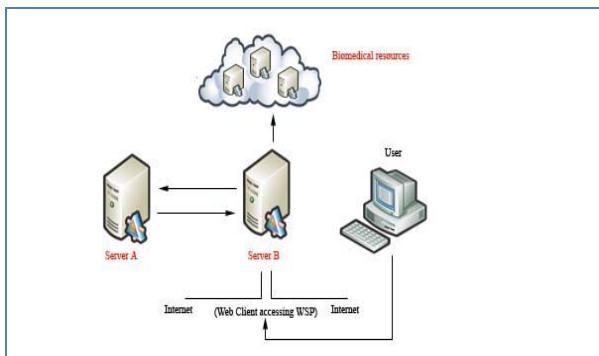 Biomedical resources
User
Server A
Server B
Internet
(Web Client accessing WSP)
Internet